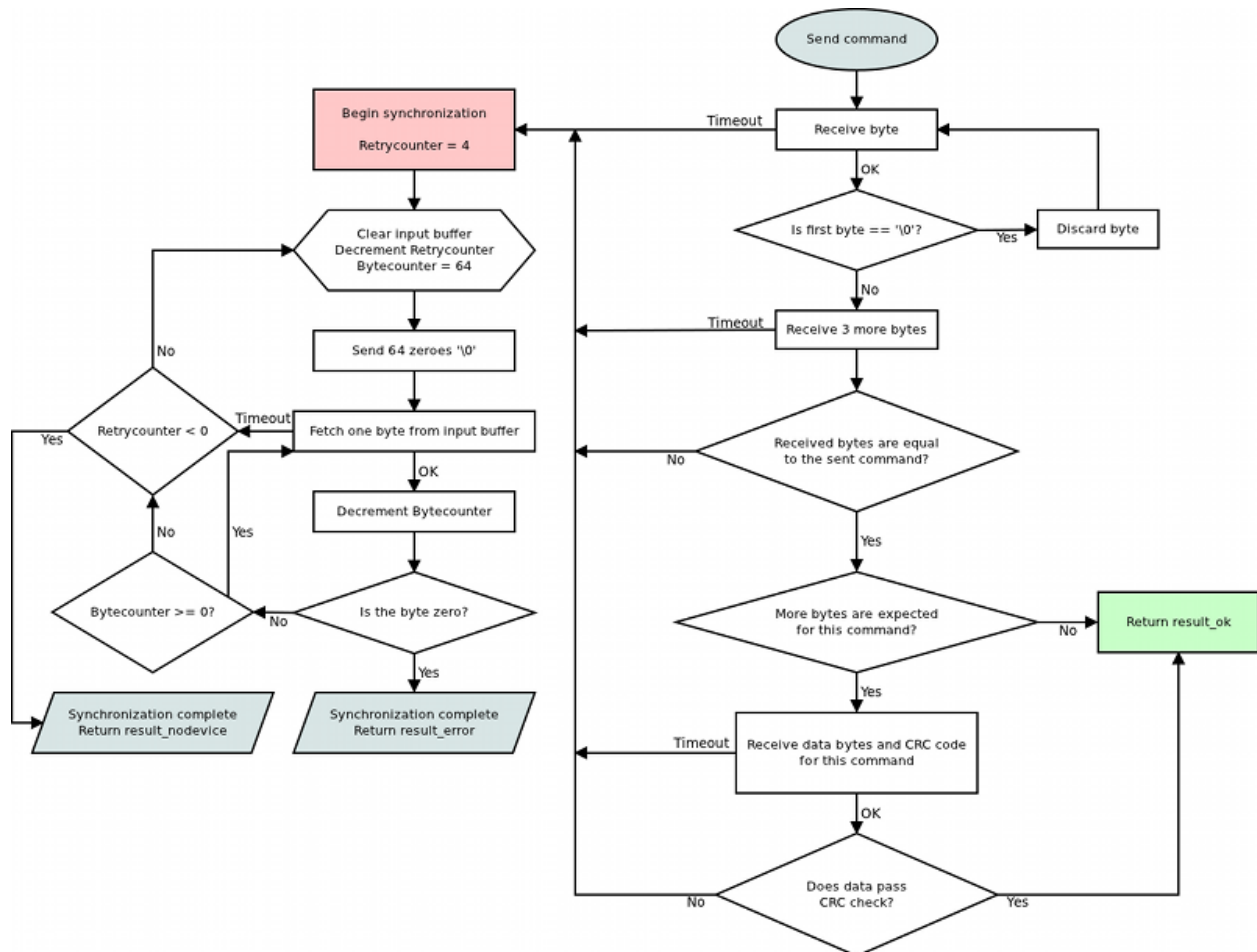 Send command
Begin synchronization
Retrycounter = 4
Timeout
Receive byte
OK
Is first byte == '\0'?
Yes
Discard byte
No
Clear input buffer
Decrement Retrycounter
Bytecounter = 64
Timeout
Receive 3 more bytes
Send 64 zeroes '\0'
No
Retrycounter < 0
Yes
Timeout
Fetch one byte from input buffer
OK
Received bytes are equal
to the sent command?
No
Yes
Decrement Bytecounter
No
Yes
Bytecounter >= 0?
No
Is the byte zero?
Yes
More bytes are expected
for this command?
No
Return result_ok
Yes
Synchronization complete
Return result_nodevice
Synchronization complete
Return result_error
Timeout
Receive data bytes and CRC code
for this command
OK
Does data pass
CRC check?
No
Yes